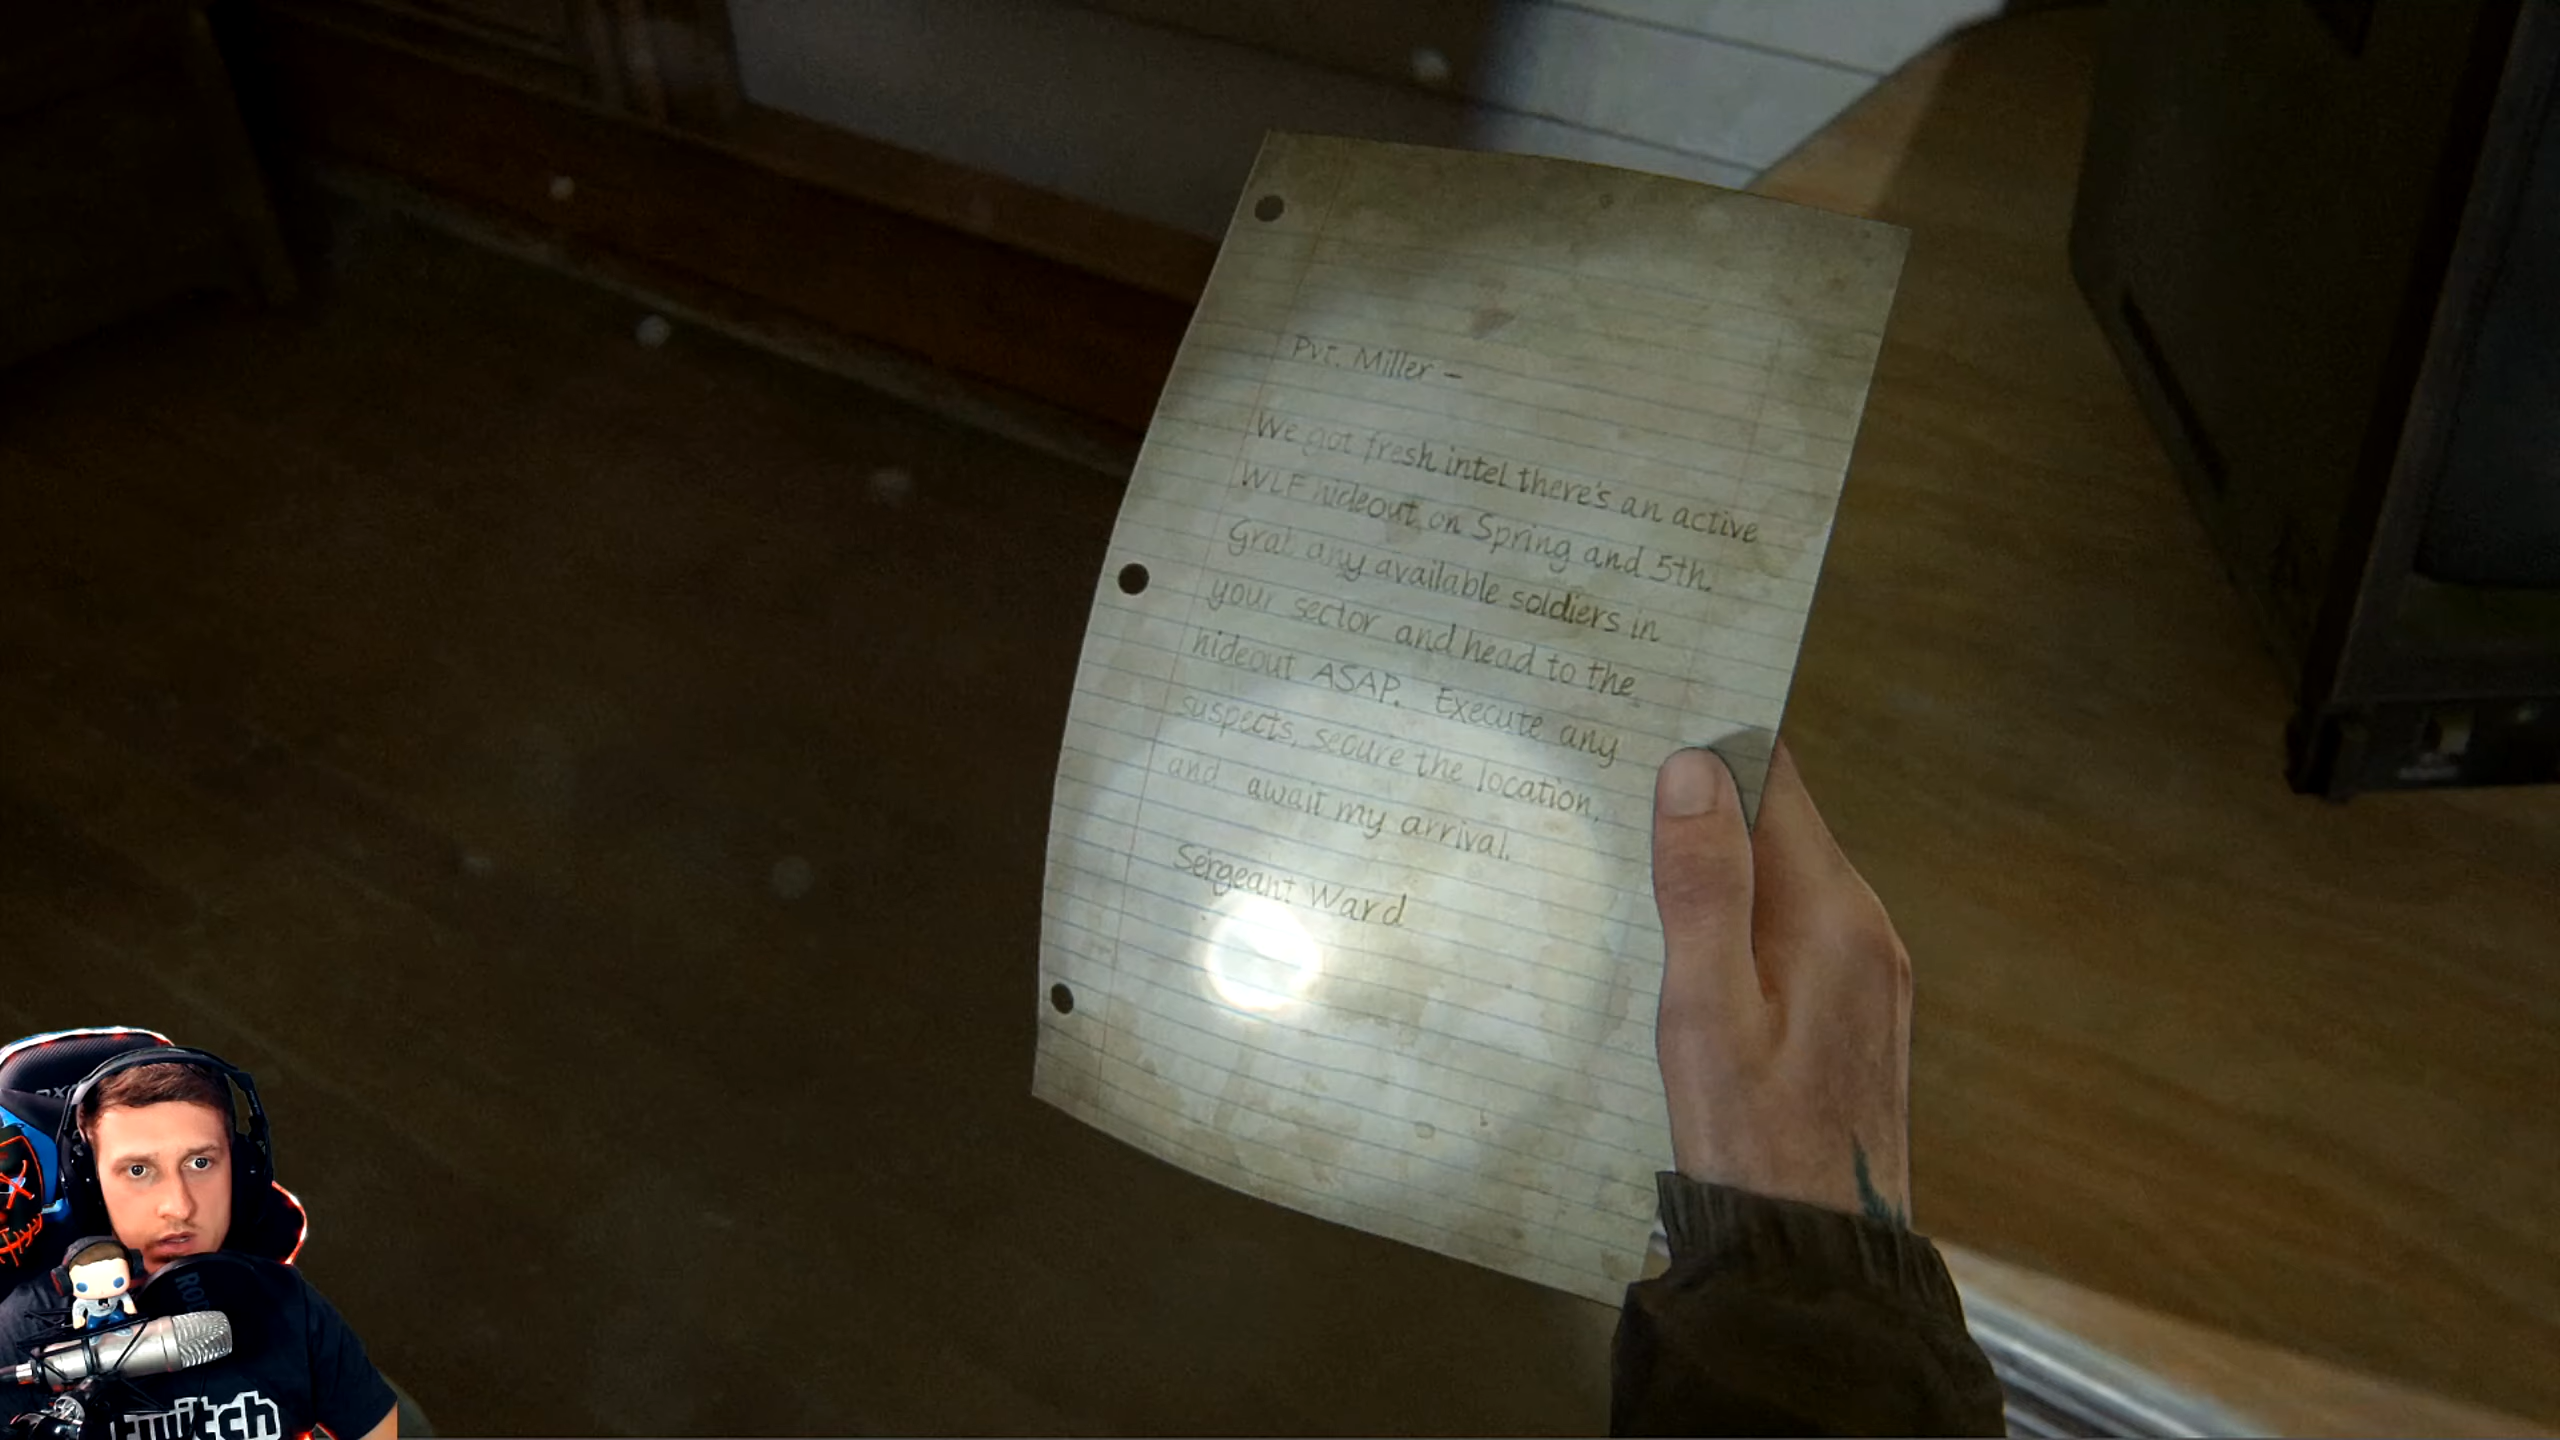 Pvt. Miller -
We got fresh intel there's an active
WLF hideout on Spring and 5th.
Grab any available soldiers in
your sector and head to the
hideout ASAP. Execute any
suspects, secure the location,
and await my arrival.
Sergeant Ward
twitch